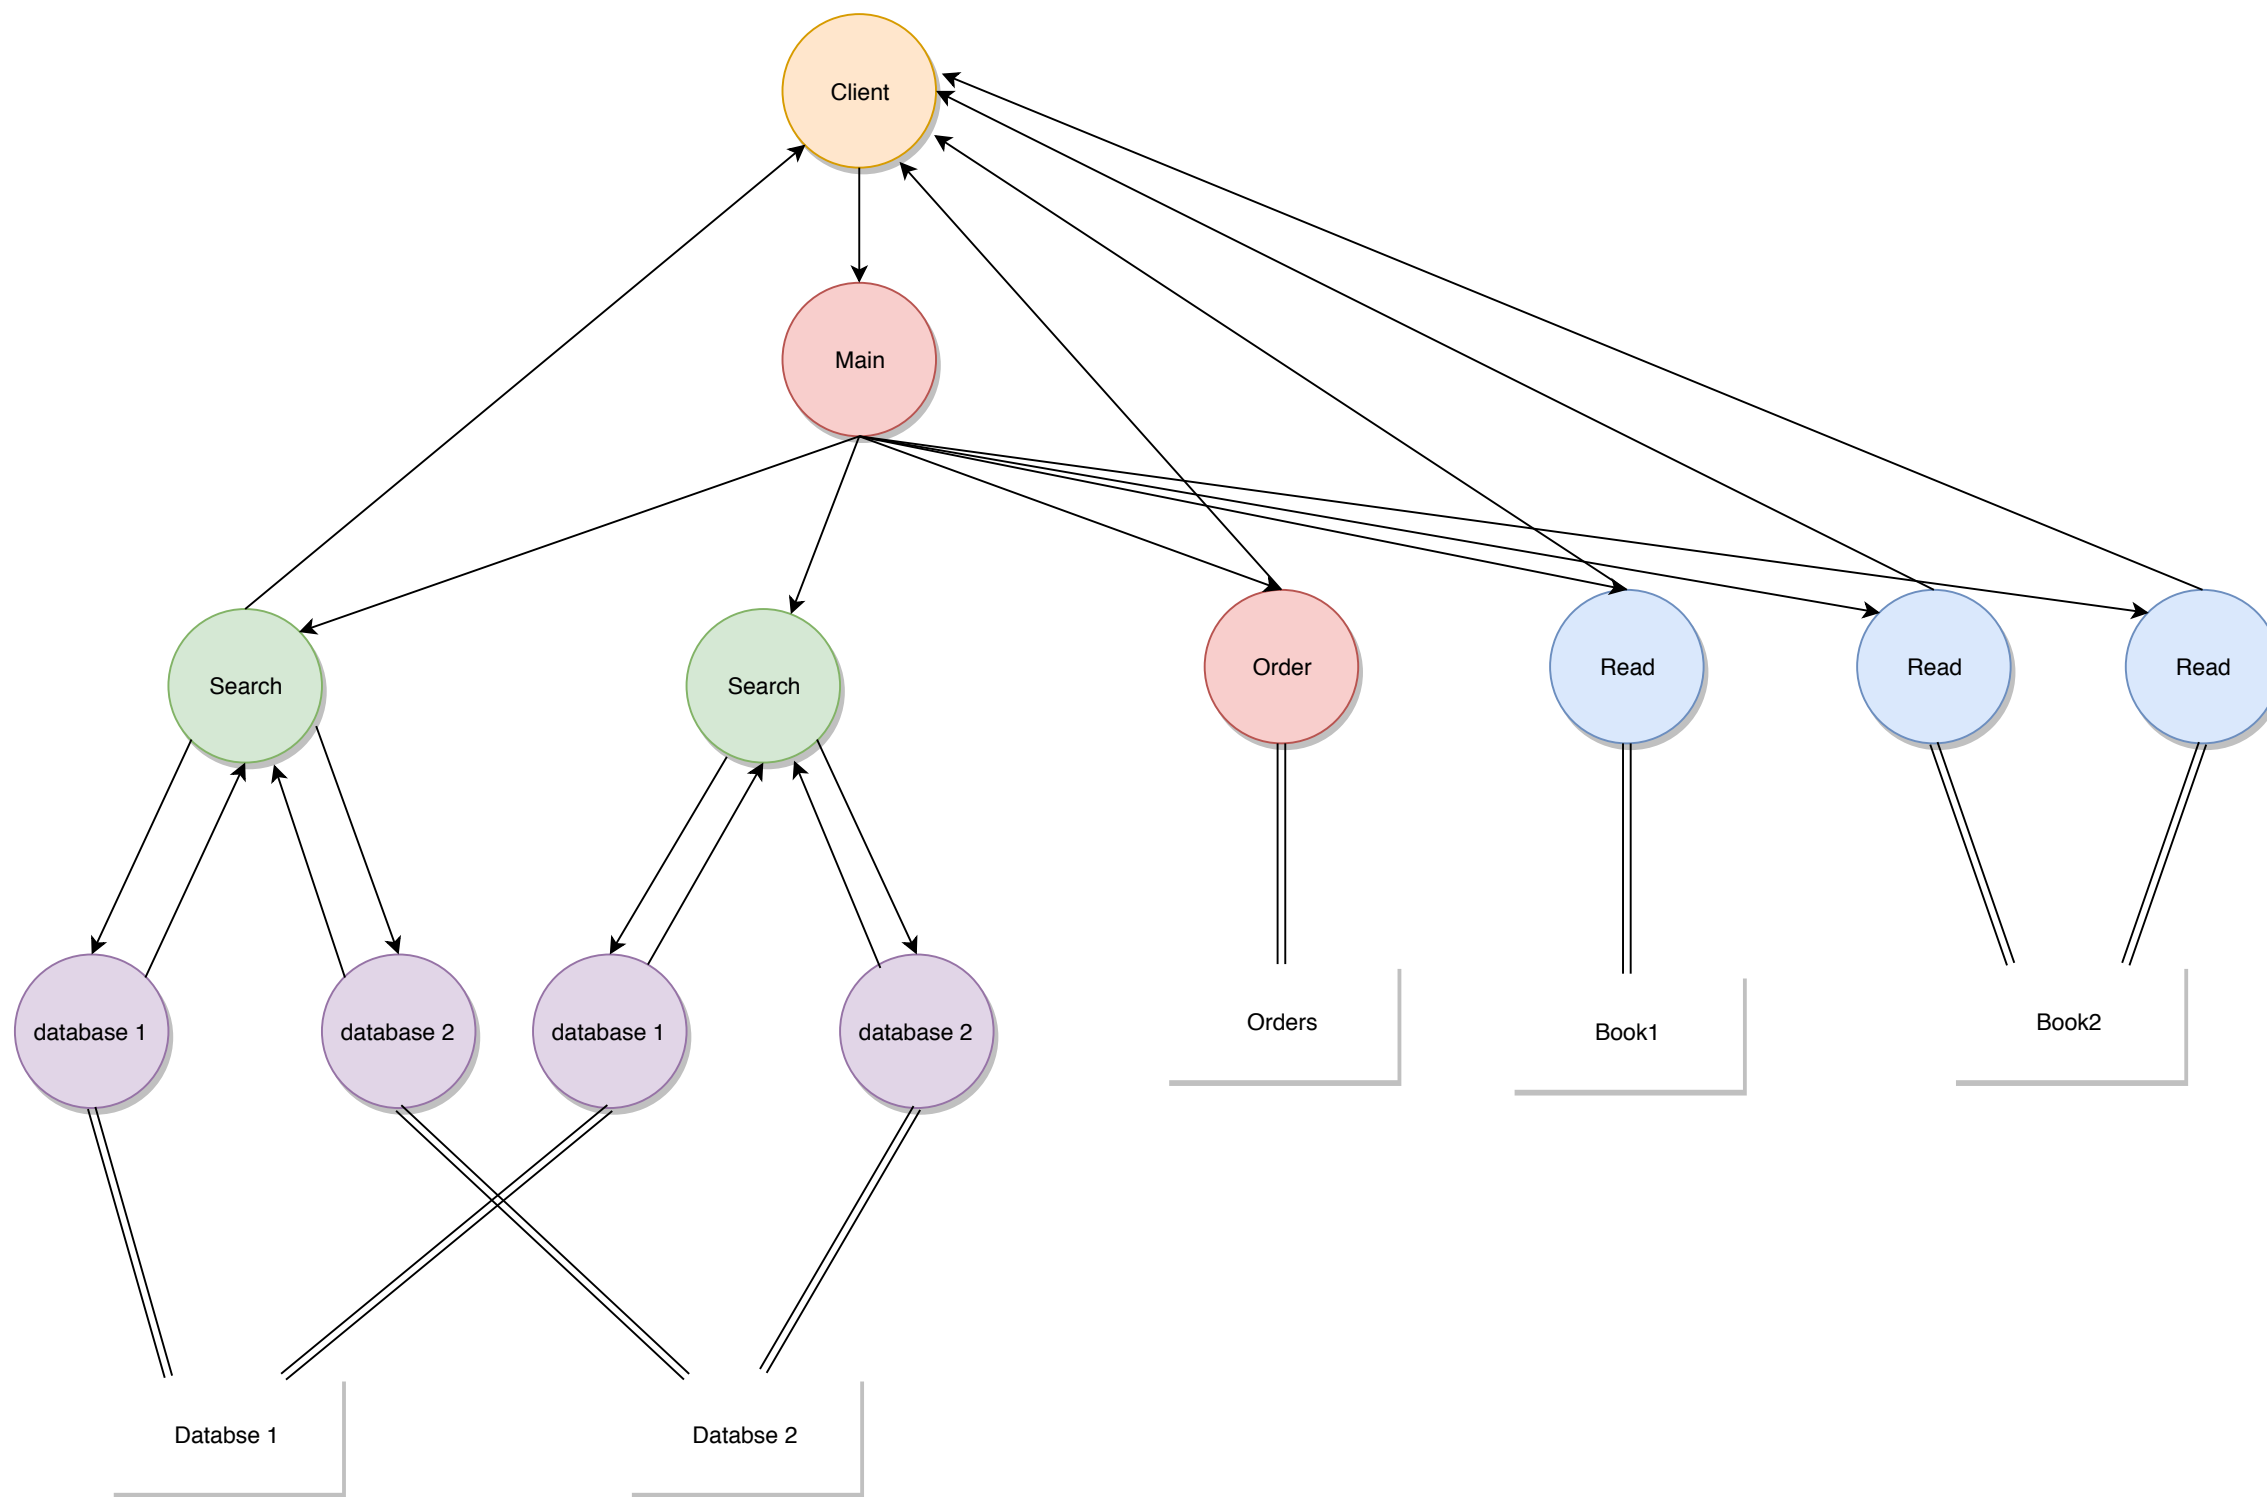 Client
Main
Search
Search
Order
Read
Read
Read
database 1
database 2
database 1
database 2
Orders
Book1
Book2
Databse 1
Databse 2